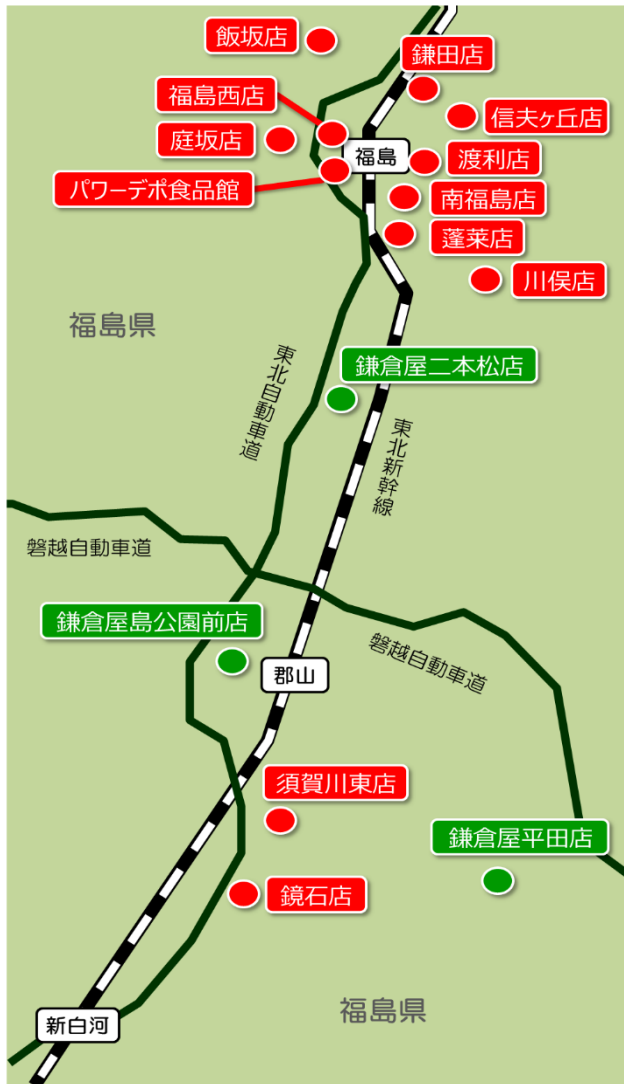 飯坂店
鎌田店
福島西店
信夫ヶ丘店
庭坂店
福島
渡利店
パワーデポ食品館
南福島店
蓬莱店
川俣店
福島県
東北自動車道
鎌倉屋二本松店
東北新幹線
磐越自動車道
鎌倉屋島公園前店
磐越自動車道
郡山
須賀川東店
鎌倉屋平田店
鏡石店
福島県
新白河